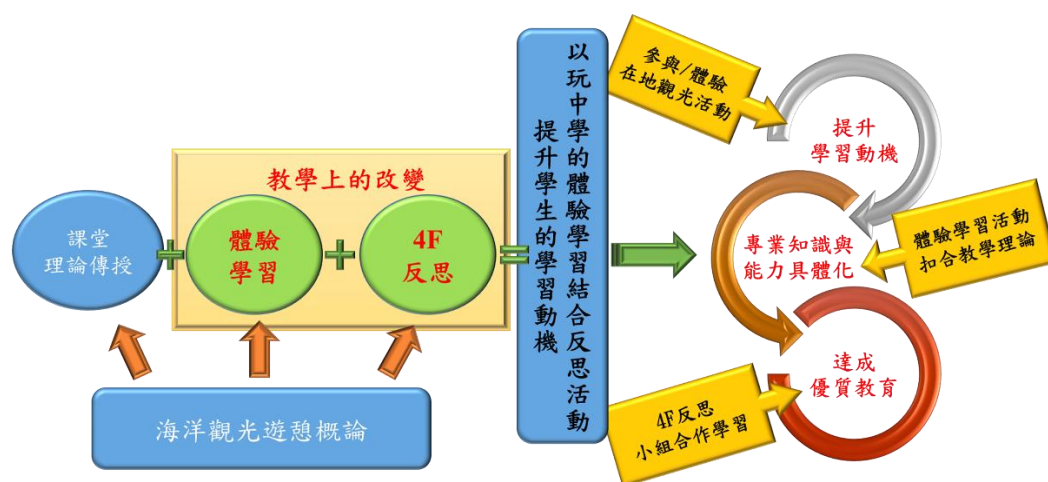 教學上的改變
課堂
理論傳授
+
體驗
學習
+
4F
反思
=
海洋觀光遊憩概論
以玩中學的體驗學習結合反思活動
提升學生的學習動機
參與/體驗
在地觀光活動
提升
學習動機
專業知識與
能力具體化
體驗學習活動
扣合教學理論
達成
優質教育
4F反思
小組合作學習